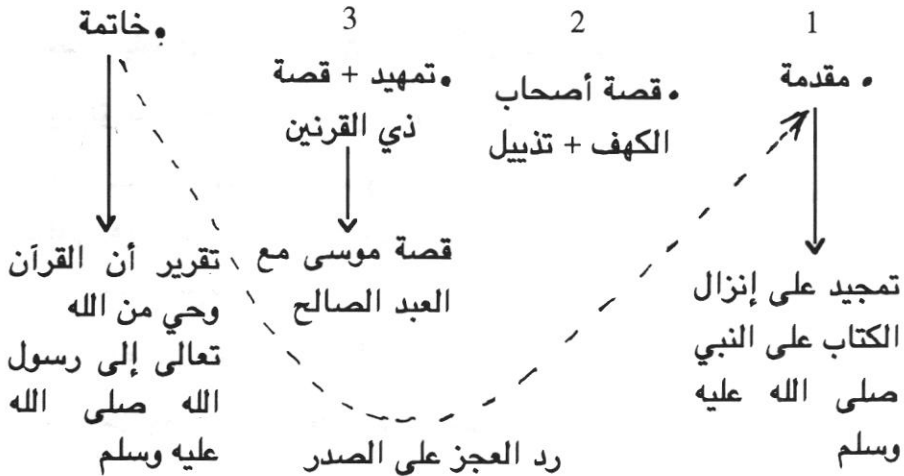 1
• مقدمة
تمجيد على إنزال
الكتاب على النبي
صلى الله عليه
وسلم
2
• قصة أصحاب
الكهف + تذييل
3
• تمهيد + قصة
ذي القرنين
قصة موسى مع
العبد الصالح
• خاتمة
تقرير أن القرآن
وحي من الله
تعالى إلى رسول
الله صلى الله
عليه وسلم
رد العجز على الصدر